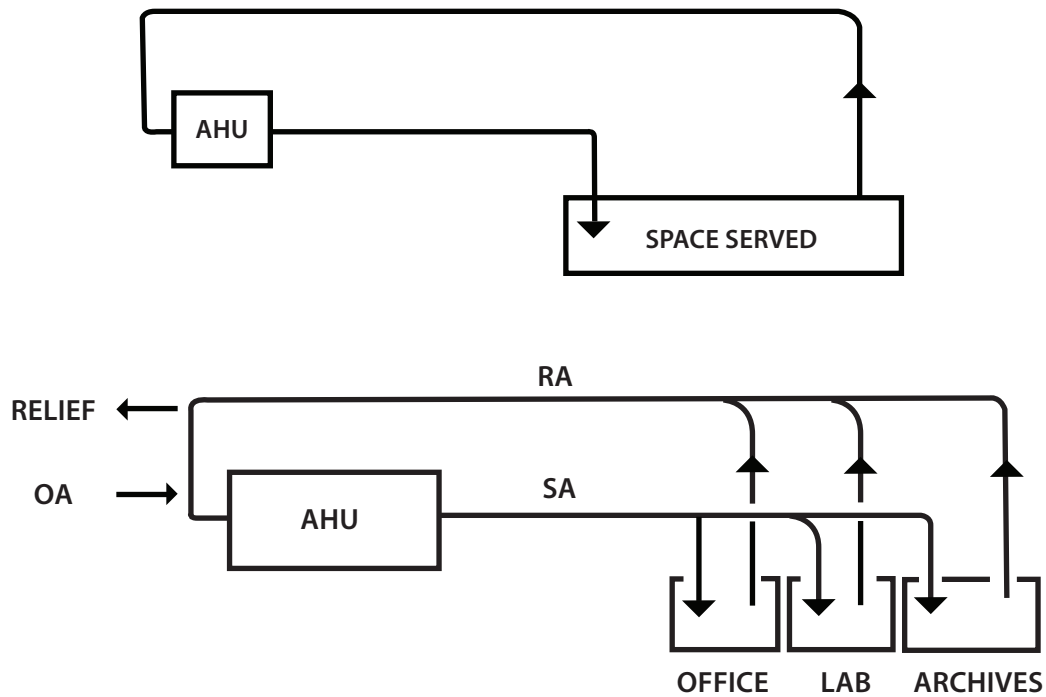 AHU
SPACE SERVED
RA
RELIEF
OA
SA
AHU
OFFICE
LAB
ARCHIVES